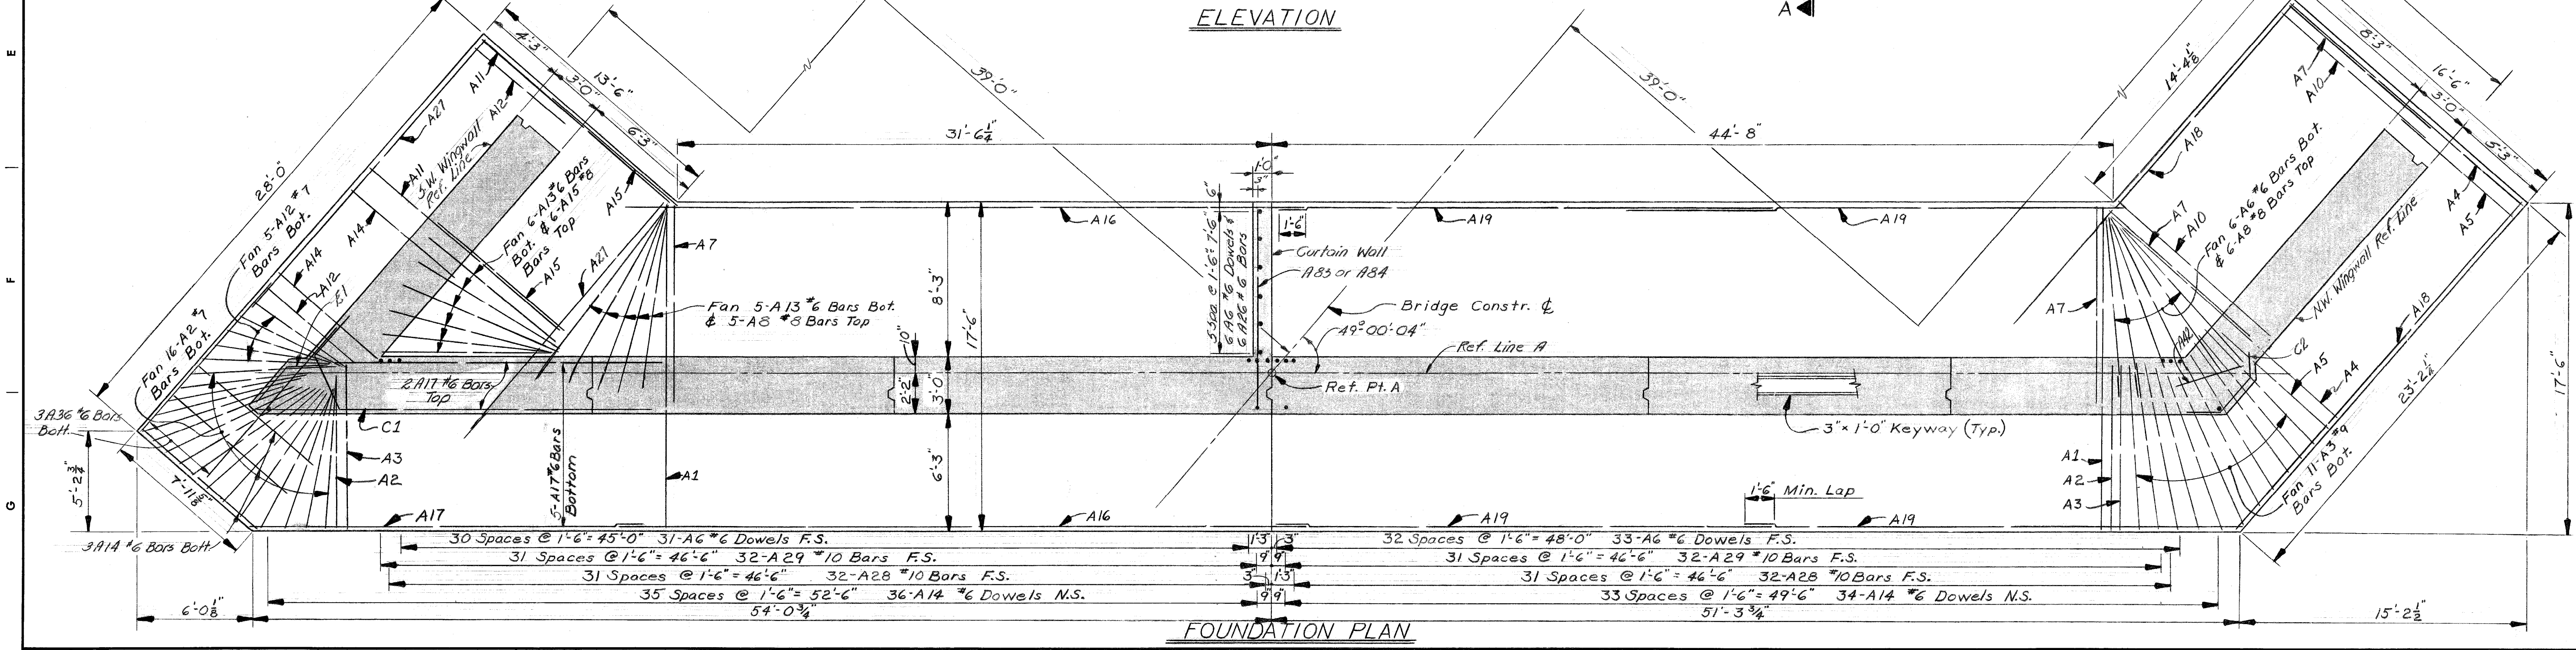 ELEVATION
A
E
F
G
4'-3"
3'-0"
13'-6"
6'-3"
28'-0"
A11
A12
A27
A11
S.W. Wingwall
Ref. Line
A14
Fan 5-A12 #7
Bars Bot.
A14
A12
E1
Fan 6-A13 #6 Bars
Bot. & 6-A15 #8
Bars Top
A15
A15
A27
A7
Fan 5-A13 #6 Bars Bot.
& 5-A8 #8 Bars Top
Fan 16-A2 #7
Bars Bot.
3A36 #6 Bars
Bott.
5'-2 3/4"
7'-11 5/8"
3A14 #6 Bars Bott.
2A17 #6 Bars
Top
C1
A3
A2
5-A17 #6 Bars
Bottom
A1
A17
A16
A16
39'-0"
39'-0"
31'-6 1/4"
44'-8"
8'-3"
17'-6"
10"
2'-2"
3'-0"
6'-3"
1'-0"
3"
6"
5 Spa @ 1'-6" = 7'-6"
6 A6 #6 Dowels &
6 A26 #6 Bars
1'-6"
A19
A19
Curtain Wall
A83 or A84
Bridge Constr. ℄
49°00'-04"
Ref. Line A
Ref. Pt. A
3" x 1'-0" Keyway (Typ.)
1'-6" Min. Lap
A19
A19
14'-4 1/8"
8'-3"
16'-6"
3'-0"
5'-3"
A7
A10
A18
A7
A10
Fan 6-A6 #6 Bars Bot.
& 6-A8 #8 Bars Top
A4
A5
N.W. Wingwall Ref. Line
A18
A7
A42
C2
A5
A4
23'-2 1/2"
17'-6"
A1
A2
A3
Fan 11-A3 #9
Bars Bot.
30 Spaces @ 1'-6" = 45'-0" 31-A6 #6 Dowels F.S.
1'-3"
3"
32 Spaces @ 1'-6" = 48'-0" 33-A6 #6 Dowels F.S.
31 Spaces @ 1'-6" = 46'-6" 32-A29 #10 Bars F.S.
9"
9"
31 Spaces @ 1'-6" = 46'-6" 32-A29 #10 Bars F.S.
31 Spaces @ 1'-6" = 46'-6" 32-A28 #10 Bars F.S.
3"
1'-3"
31 Spaces @ 1'-6" = 46'-6" 32-A28 #10 Bars F.S.
35 Spaces @ 1'-6" = 52'-6" 36-A14 #6 Dowels N.S.
9"
9"
33 Spaces @ 1'-6" = 49'-6" 34-A14 #6 Dowels N.S.
6'-0 1/8"
54'-0 3/4"
51'-3 3/4"
15'-2 1/2"
FOUNDATION PLAN